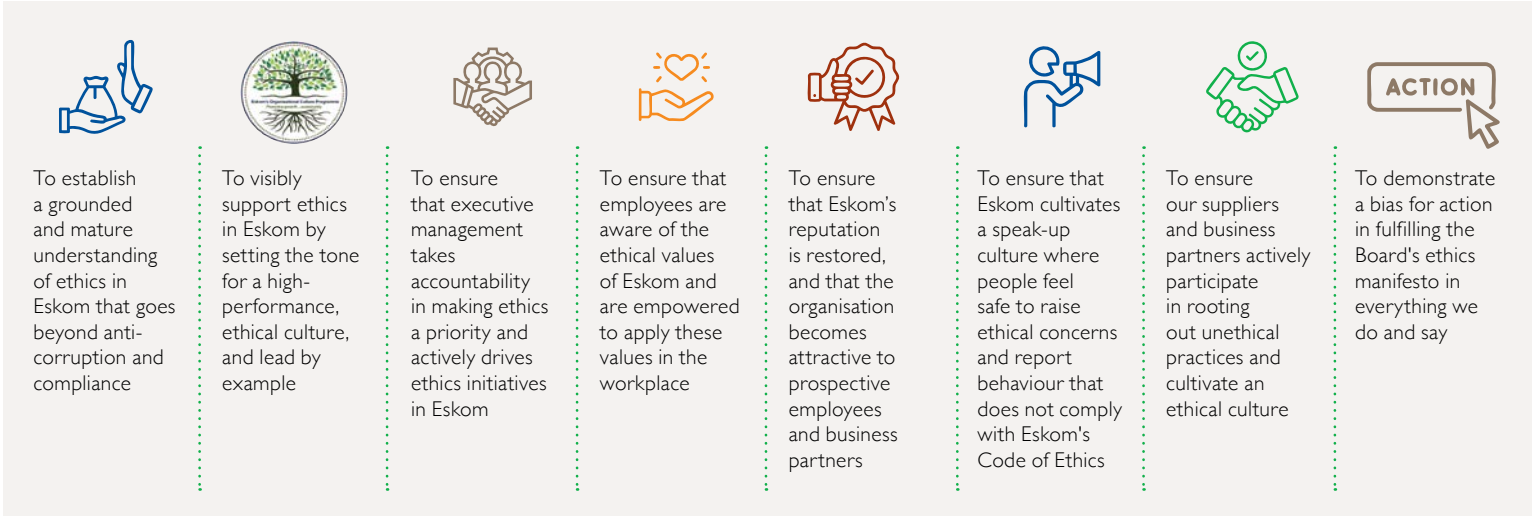 Eskom's Organisational Culture Programme
ACTION
To establish
a grounded
and mature
understanding
of ethics in
Eskom that goes
beyond anti-
corruption and
compliance
To visibly
support ethics
in Eskom by
setting the tone
for a high-
performance,
ethical culture,
and lead by
example
To ensure
that executive
management
takes
accountability
in making ethics
a priority and
actively drives
ethics initiatives
in Eskom
To ensure that
employees are
aware of the
ethical values
of Eskom and
are empowered
to apply these
values in the
workplace
To ensure
that Eskom’s
reputation
is restored,
and that the
organisation
becomes
attractive to
prospective
employees
and business
partners
To ensure that
Eskom cultivates
a speak-up
culture where
people feel
safe to raise
ethical concerns
and report
behaviour that
does not comply
with Eskom's
Code of Ethics
To ensure
our suppliers
and business
partners actively
participate
in rooting
out unethical
practices and
cultivate an
ethical culture
To demonstrate
a bias for action
in fulfilling the
Board's ethics
manifesto in
everything we
do and say